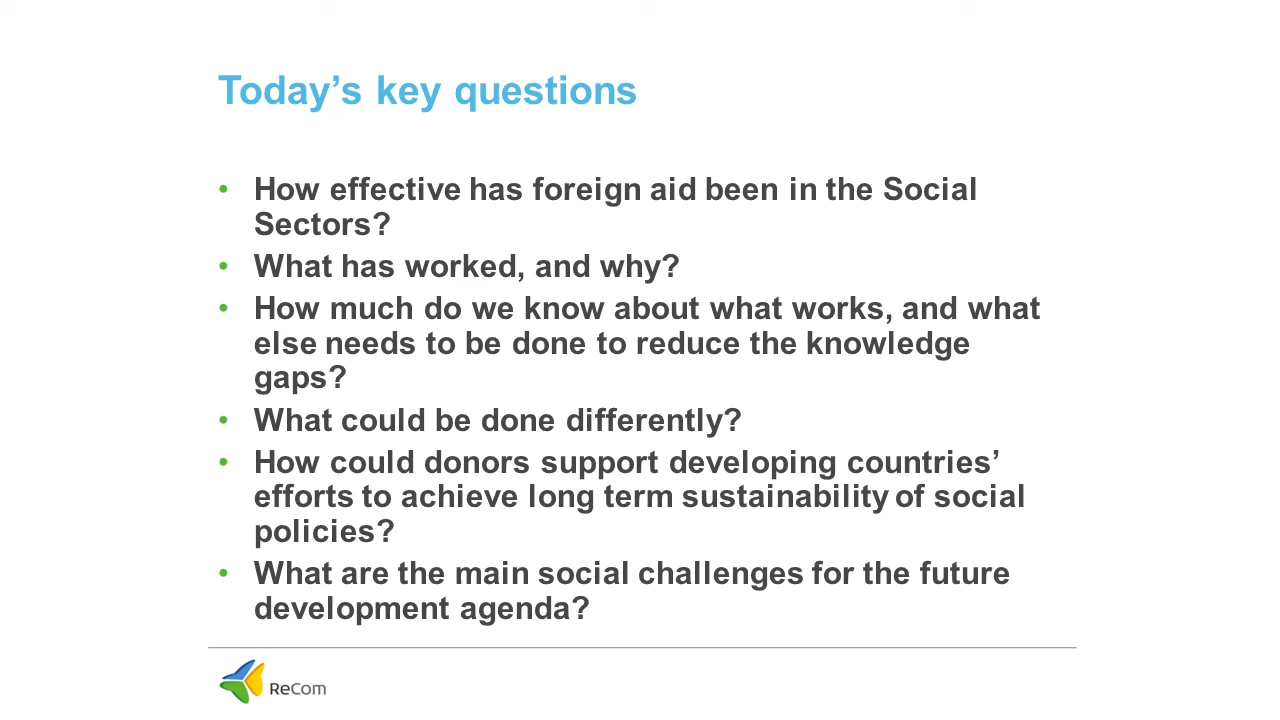 Today’s key questions
• How effective has foreign aid been in the Social
Sectors?
• What has worked, and why?
• How much do we know about what works, and what
else needs to be done to reduce the knowledge
gaps?
• What could be done differently?
• How could donors support developing countries’
efforts to achieve long term sustainability of social
policies?
• What are the main social challenges for the future
development agenda?
ReCom